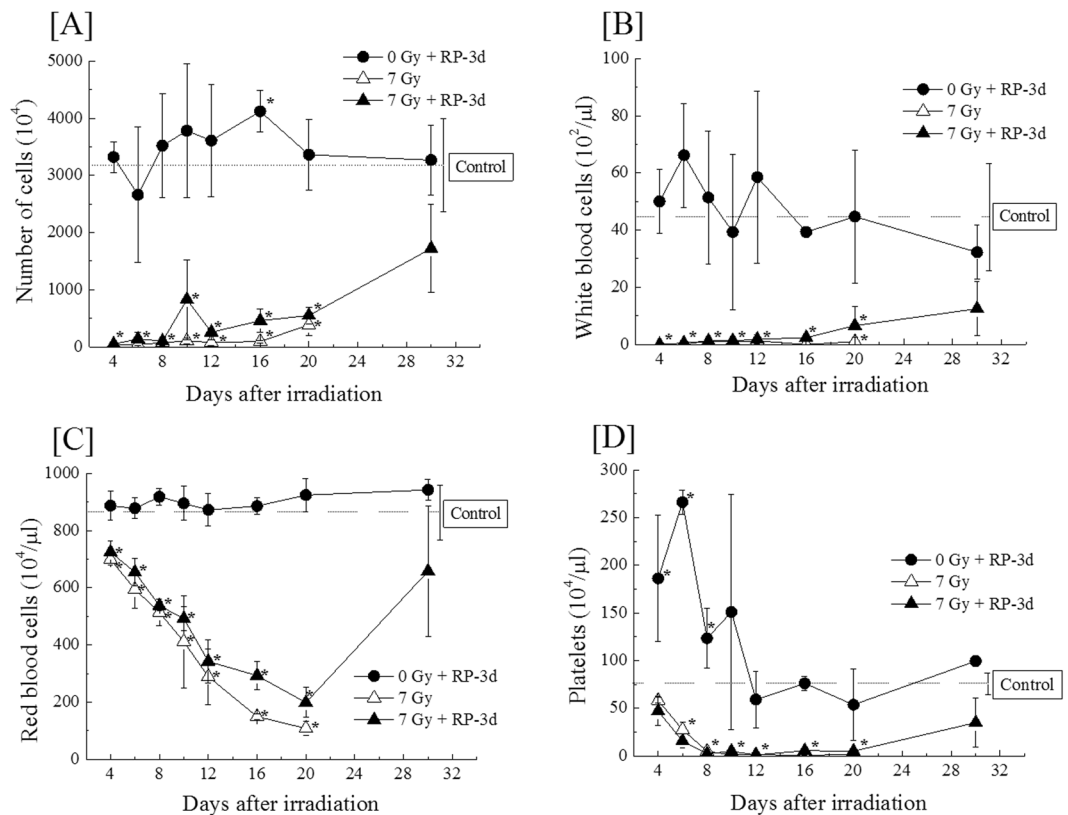 [A]
0 Gy + RP-3d
7 Gy
7 Gy + RP-3d
Number of cells (10⁴)
5000
4000
3000
2000
1000
0
Control
*
* * * * * * *
* * * *
4 8 12 16 20 24 28 32
Days after irradiation
[B]
0 Gy + RP-3d
7 Gy
7 Gy + RP-3d
White blood cells (10²/µl)
100
80
60
40
20
0
Control
* * * * * * *
*
4 8 12 16 20 24 28 32
Days after irradiation
[C]
Red blood cells (10⁴/µl)
1000
800
600
400
200
0
Control
* * * * * * *
* * * * * * *
0 Gy + RP-3d
7 Gy
7 Gy + RP-3d
4 8 12 16 20 24 28 32
Days after irradiation
[D]
Platelets (10⁴/µl)
300
250
200
150
100
50
0
0 Gy + RP-3d
7 Gy
7 Gy + RP-3d
Control
* * *
* * * * * *
4 8 12 16 20 24 28 32
Days after irradiation